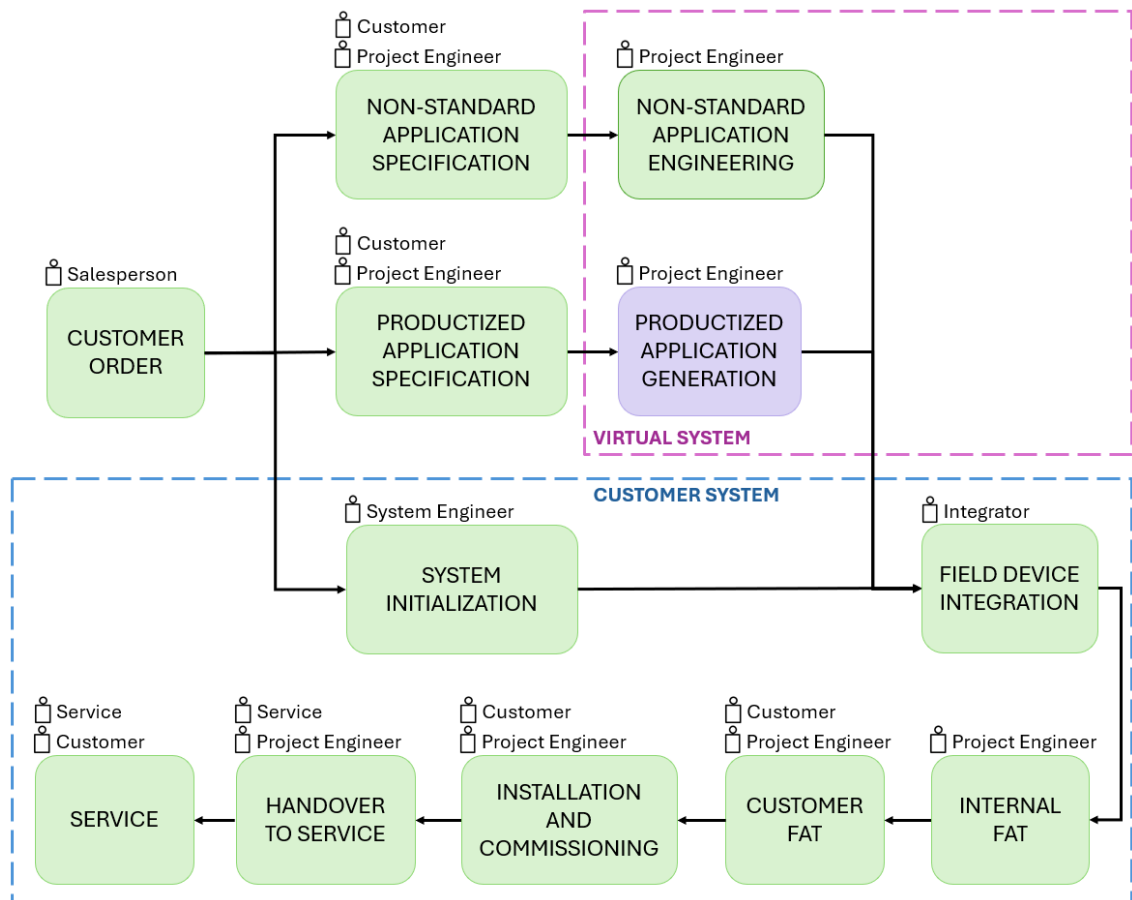 Customer
Project Engineer
NON-STANDARD
APPLICATION
SPECIFICATION
Project Engineer
NON-STANDARD
APPLICATION
ENGINEERING
Salesperson
CUSTOMER
ORDER
Customer
Project Engineer
PRODUCTIZED
APPLICATION
SPECIFICATION
Project Engineer
PRODUCTIZED
APPLICATION
GENERATION
VIRTUAL SYSTEM
CUSTOMER SYSTEM
System Engineer
SYSTEM
INITIALIZATION
Integrator
FIELD DEVICE
INTEGRATION
Service
Customer
SERVICE
Service
Project Engineer
HANDOVER
TO SERVICE
Customer
Project Engineer
INSTALLATION
AND
COMMISSIONING
Customer
Project Engineer
CUSTOMER
FAT
Project Engineer
INTERNAL
FAT